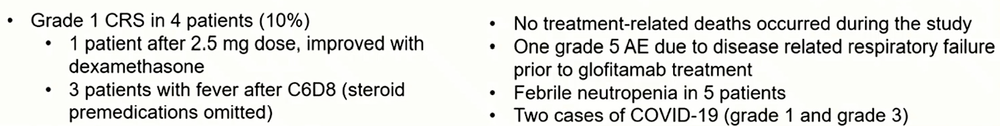 • Grade 1 CRS in 4 patients (10%)
• 1 patient after 2.5 mg dose, improved with
dexamethasone
• 3 patients with fever after C6D8 (steroid
premedications omitted)
• No treatment-related deaths occurred during the study
• One grade 5 AE due to disease related respiratory failure
prior to glofitamab treatment
• Febrile neutropenia in 5 patients
• Two cases of COVID-19 (grade 1 and grade 3)